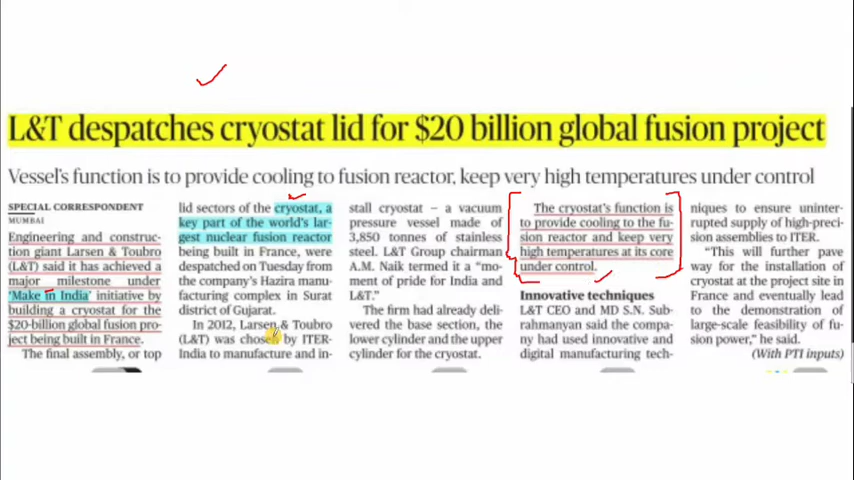 L&T despatches cryostat lid for $20 billion global fusion project
Vessel's function is to provide cooling to fusion reactor, keep very high temperatures under control
SPECIAL CORRESPONDENT
MUMBAI
Engineering and construc-
tion giant Larsen & Toubro
(L&T) said it has achieved a
major milestone under
'Make in India' initiative by
building a cryostat for the
$20-billion global fusion pro-
ject being built in France.
The final assembly, or top
lid sectors of the cryostat, a
key part of the world's lar-
gest nuclear fusion reactor
being built in France, were
despatched on Tuesday from
the company's Hazira manu-
facturing complex in Surat
district of Gujarat.
In 2012, Larsen & Toubro
(L&T) was chosen by ITER-
India to manufacture and in-
stall cryostat – a vacuum
pressure vessel made of
3,850 tonnes of stainless
steel. L&T Group chairman
A.M. Naik termed it a "mo-
ment of pride for India and
L&T."
The firm had already deli-
vered the base section, the
lower cylinder and the upper
cylinder for the cryostat.
The cryostat's function is
to provide cooling to the fu-
sion reactor and keep very
high temperatures at its core
under control.
Innovative techniques
L&T CEO and MD S.N. Sub-
rahmanyan said the compa-
ny had used innovative and
digital manufacturing tech-
niques to ensure uninter-
rupted supply of high-preci-
sion assemblies to ITER.
"This will further pave
way for the installation of
cryostat at the project site in
France and eventually lead
to the demonstration of
large-scale feasibility of fu-
sion power," he said.
(With PTI inputs)